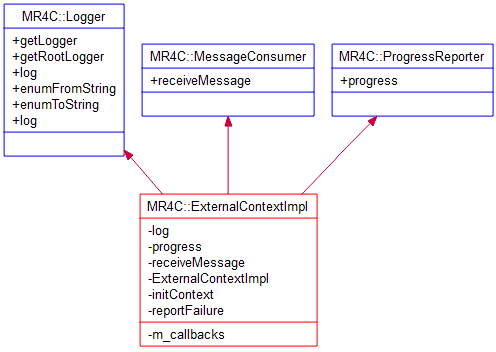 MR4C::Logger
+getLogger
+getRootLogger
+log
+enumFromString
+enumToString
+log
MR4C::MessageConsumer
+receiveMessage
MR4C::ProgressReporter
+progress
MR4C::ExternalContextImpl
-log
-progress
-receiveMessage
-ExternalContextImpl
-initContext
-reportFailure
-m_callbacks